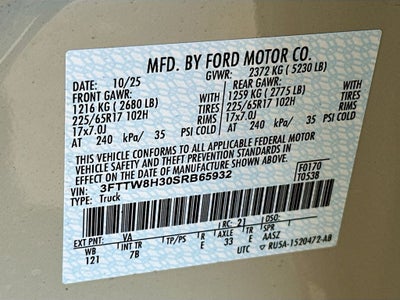 MFD. BY FORD MOTOR CO.
DATE: 10/25 GVWR: 2372 KG ( 5230 LB)
FRONT GAWR: REAR GAWR:
1216 KG ( 2680 LB) WITH 1259 KG ( 2775 LB) WITH
225/65R17 102H TIRES 225/65R17 102H TIRES
17x7.0J RIMS 17x7.0J RIMS
AT 240 kPa/ 35 PSI COLD AT 240 kPa/ 35 PSI COLD
THIS VEHICLE CONFORMS TO ALL APPLICABLE FEDERAL MOTOR
VEHICLE SAFETY AND THEFT PREVENTION STANDARDS IN
EFFECT ON THE DATE OF MANUFACTURE SHOWN ABOVE.
VIN: 3FTTW8H30SRB65932 F0170
TYPE: Truck T0538
EXT PNT: VA RC: 21 DSO:
WB INT TR TP/PS R AXLE TR SPR
121 7B E 33 E AASZ
UTC RU5A-1520472-AB